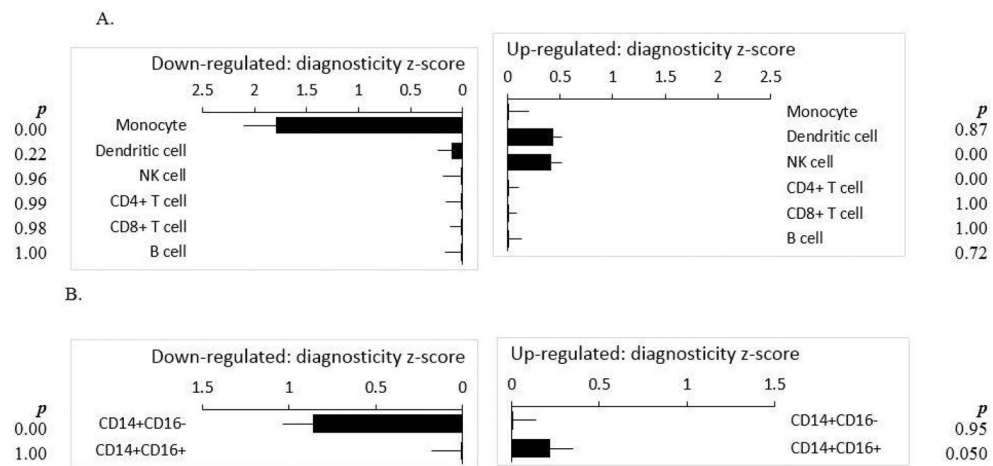 A.
Down-regulated: diagnosticity z-score
2.5 2 1.5 1 0.5 0
p
0.00 Monocyte
0.22 Dendritic cell
0.96 NK cell
0.99 CD4+ T cell
0.98 CD8+ T cell
1.00 B cell
Up-regulated: diagnosticity z-score
0 0.5 1 1.5 2 2.5
p
Monocyte 0.87
Dendritic cell 0.00
NK cell 0.00
CD4+ T cell 1.00
CD8+ T cell 1.00
B cell 0.72
B.
Down-regulated: diagnosticity z-score
1.5 1 0.5 0
p
0.00 CD14+CD16-
1.00 CD14+CD16+
Up-regulated: diagnosticity z-score
0 0.5 1 1.5
p
CD14+CD16- 0.95
CD14+CD16+ 0.050